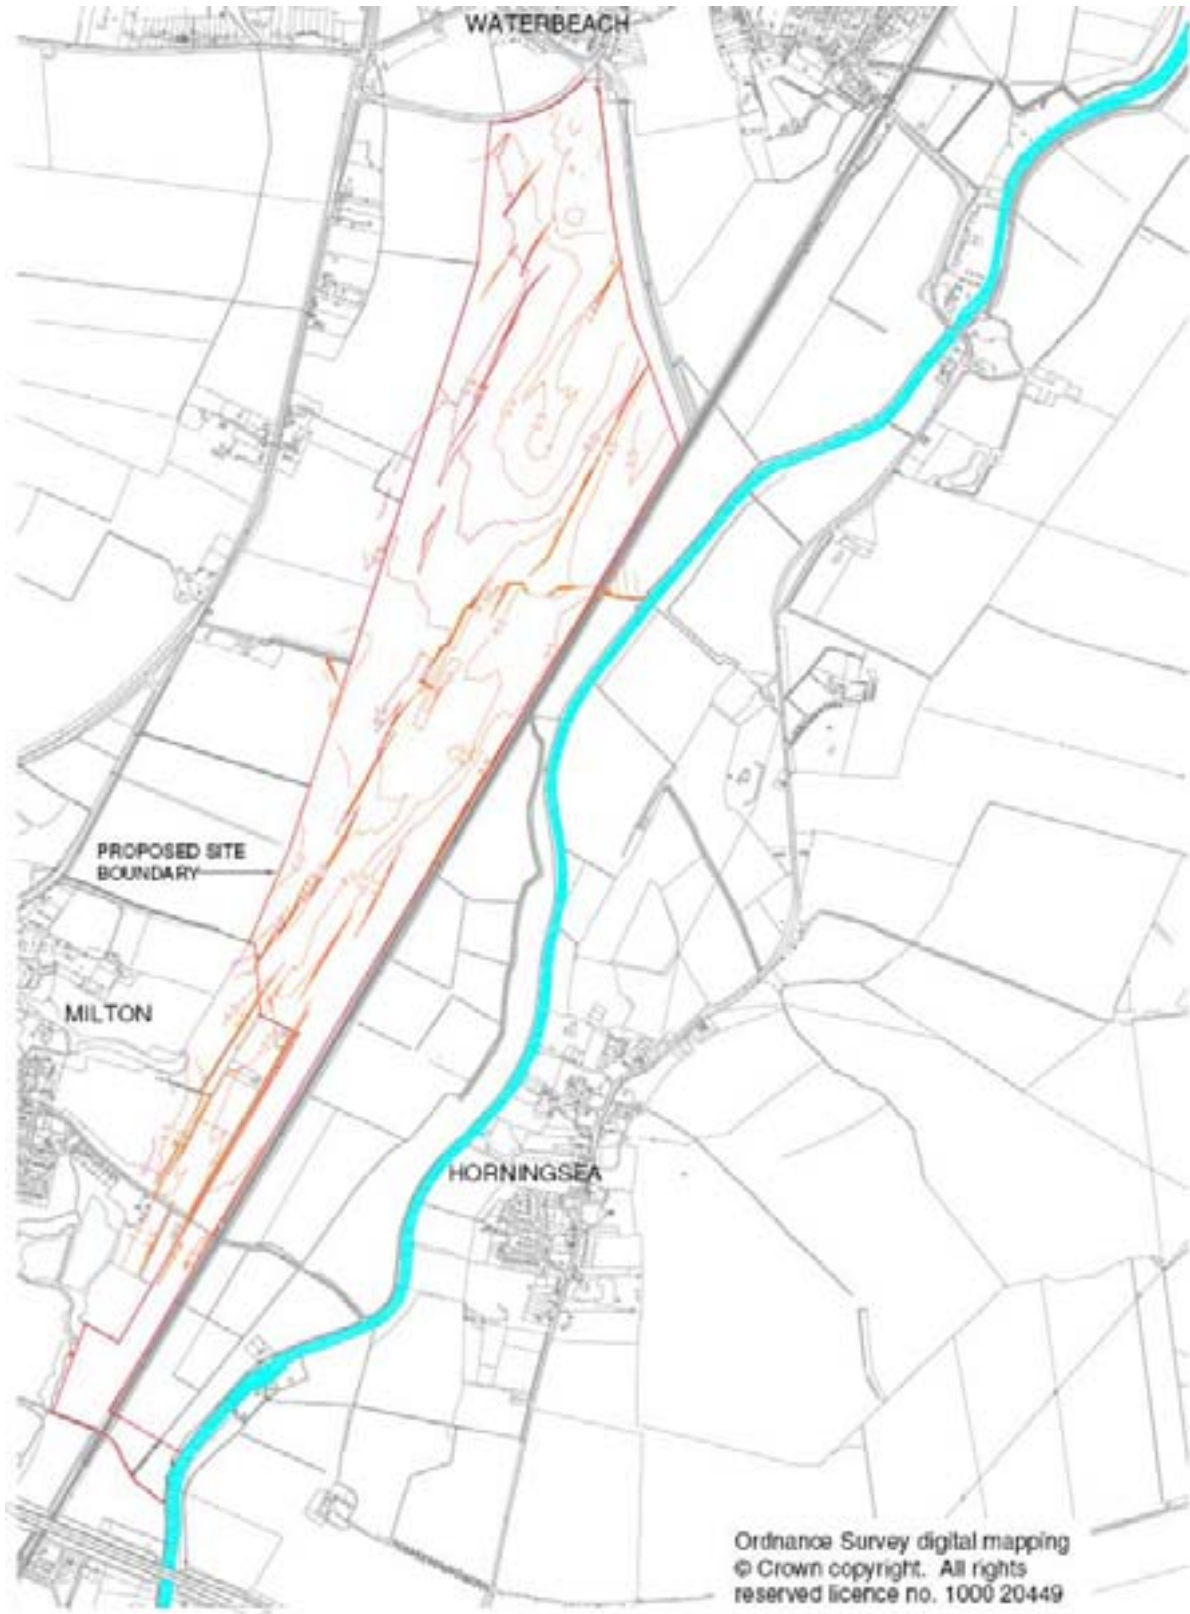 WATERBEACH
PROPOSED SITE
BOUNDARY
MILTON
HORNINGSEA
Ordnance Survey digital mapping
© Crown copyright. All rights
reserved licence no. 1000 20449